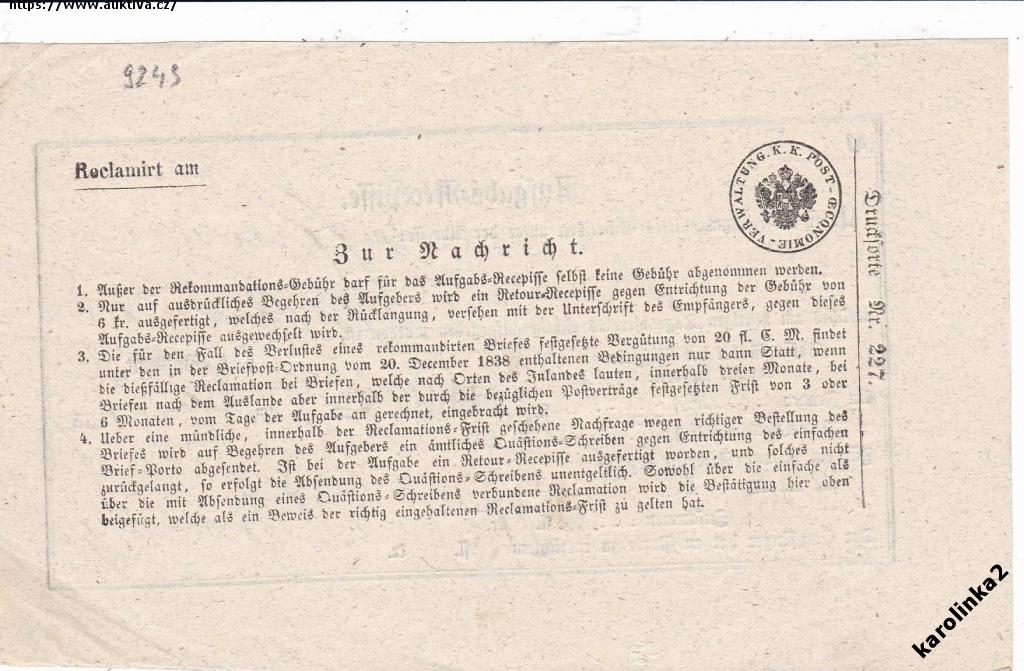 https://www.auktiva.cz/
9243
Reclamirt am
VERWALTUNG. K. K. POST-ŒCONOMIE-
Drucksorte Nr. 227.
Zur Nachricht.
1. Außer der Rekommandations-Gebühr darf für das Aufgabs-Recepisse selbst keine Gebühr abgenommen werden.
2. Nur auf ausdrückliches Begehren des Aufgebers wird ein Retour-Recepisse gegen Entrichtung der Gebühr von
6 kr. ausgefertigt, welches nach der Rücklangung, versehen mit der Unterschrift des Empfängers, gegen dieses
Aufgabs-Recepisse ausgewechselt wird.
3. Die für den Fall des Verlustes eines rekommandirten Briefes festgesetzte Vergütung von 20 fl. C. M. findet
unter den in der Briefpost-Ordnung vom 20. December 1838 enthaltenen Bedingungen nur dann Statt, wenn
die dießfällige Reclamation bei Briefen, welche nach Orten des Inlandes lauten, innerhalb dreier Monate, bei
Briefen nach dem Auslande aber innerhalb der durch die bezüglichen Postverträge festgesetzten Frist von 3 oder
6 Monaten, vom Tage der Aufgabe an gerechnet, eingebracht wird.
4. Ueber eine mündliche, innerhalb der Reclamations-Frist geschehene Nachfrage wegen richtiger Bestellung des
Briefes wird auf Begehren des Aufgebers ein ämtliches Quästions-Schreiben gegen Entrichtung des einfachen
Brief-Porto abgesendet. Ist bei der Aufgabe ein Retour-Recepisse ausgefertigt worden, und solches nicht
zurückgelangt, so erfolgt die Absendung des Quästions-Schreibens unentgeltlich. Sowohl über die einfache als
über die mit Absendung eines Quästions-Schreibens verbundene Reclamation wird die Bestätigung hier oben
beigefügt, welche als ein Beweis der richtig eingehaltenen Reclamations-Frist zu gelten hat.
karolinka2